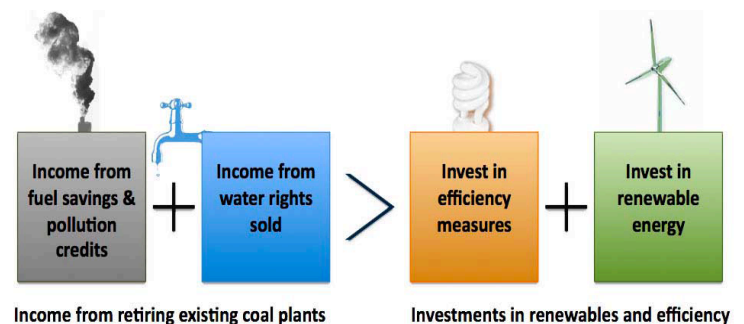 Income from
fuel savings &
pollution
credits
+
Income from
water rights
sold
>
Invest in
efficiency
measures
+
Invest in
renewable
energy
Income from retiring existing coal plants
Investments in renewables and efficiency